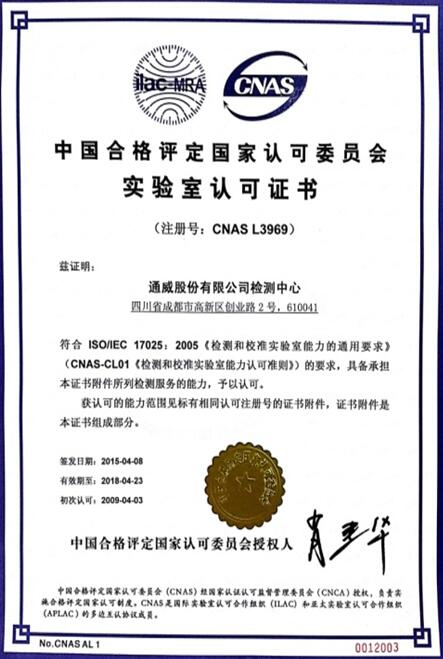 ilac-MRA
CNAS
中国合格评定国家认可委员会
实验室认可证书
（注册号：CNAS L3969）
兹证明：
通威股份有限公司检测中心
四川省成都市高新区创业路 2 号，610041
符合 ISO/IEC 17025：2005《检测和校准实验室能力的通用要求》
（CNAS-CL01《检测和校准实验室能力认可准则》）的要求，具备承担
本证书附件所列检测服务的能力，予以认可。
获认可的能力范围见标有相同认可注册号的证书附件，证书附件是
本证书组成部分。
签发日期：2015-04-08
有效期至：2018-04-23
初次认可：2009-04-03
中国合格评定国家认可委员会授权人
中国合格评定国家认可委员会（CNAS）经国家认证认可监督管理委员会（CNCA）授权，负责实
施合格评定国家认可制度。CNAS是国际实验室认可合作组织（ILAC）和亚太实验室认可合作组织
（APLAC）的多边互认协议成员。
No.CNAS AL 1
0012003